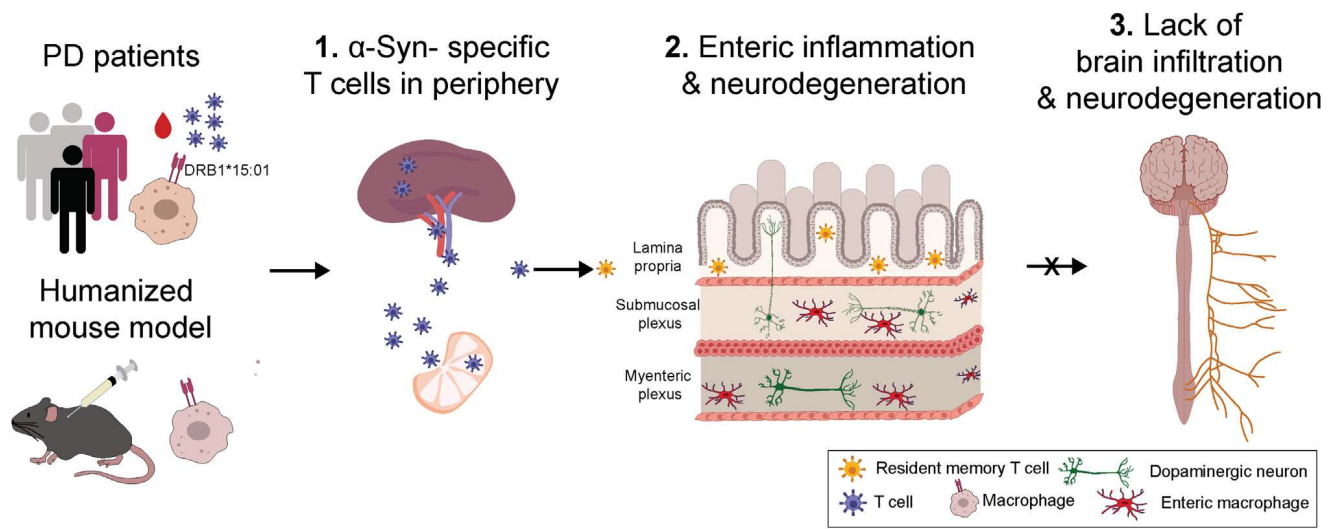 PD patients
DRB1*15:01
Humanized
mouse model
1. α-Syn- specific
T cells in periphery
2. Enteric inflammation
& neurodegeneration
Lamina
propria
Submucosal
plexus
Myenteric
plexus
3. Lack of
brain infiltration
& neurodegeneration
Resident memory T cell
Dopaminergic neuron
T cell
Macrophage
Enteric macrophage